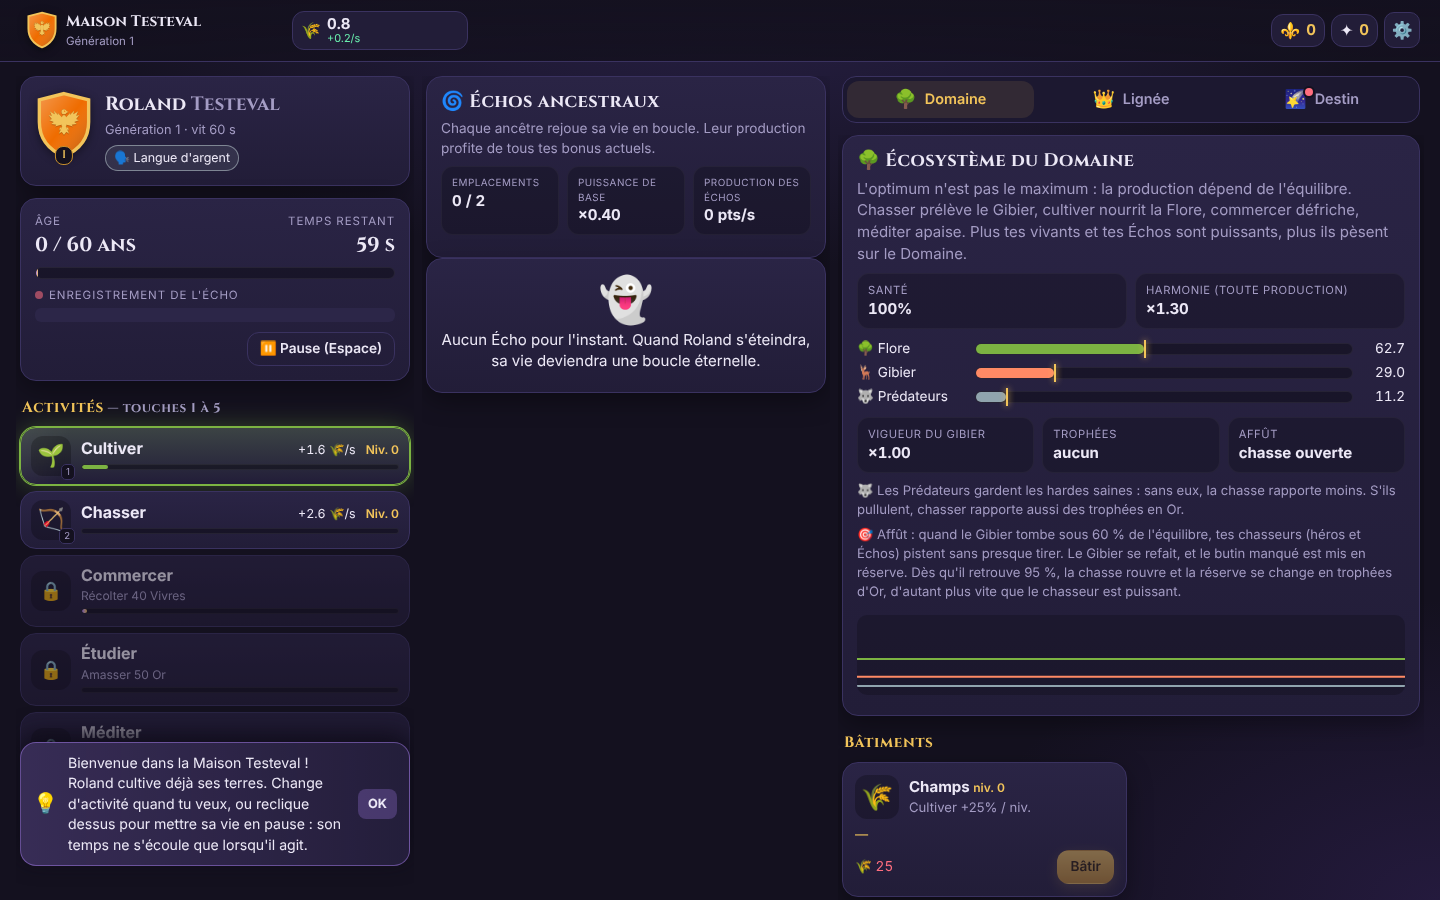 Maison Testeval
Génération 1
0.8
+0.2/s
0
0
Roland Testeval
Génération 1 · vit 60 s
I
Langue d'argent
ÂGE
TEMPS RESTANT
0 / 60 ans
59 s
ENREGISTREMENT DE L'ÉCHO
Pause (Espace)
Activités — touches 1 à 5
Cultiver
+1.6 /s Niv. 0
1
Chasser
+2.6 /s Niv. 0
2
Commercer
Récolter 40 Vivres
Étudier
Amasser 50 Or
Méditer
Bienvenue dans la Maison Testeval !
Roland cultive déjà ses terres. Change
d'activité quand tu veux, ou reclique
dessus pour mettre sa vie en pause : son
temps ne s'écoule que lorsqu'il agit.
OK
Échos ancestraux
Chaque ancêtre rejoue sa vie en boucle. Leur production
profite de tous tes bonus actuels.
EMPLACEMENTS
0 / 2
PUISSANCE DE
BASE
×0.40
PRODUCTION DES
ÉCHOS
0 pts/s
Aucun Écho pour l'instant. Quand Roland s'éteindra,
sa vie deviendra une boucle éternelle.
Domaine
Lignée
Destin
Écosystème du Domaine
L'optimum n'est pas le maximum : la production dépend de l'équilibre.
Chasser prélève le Gibier, cultiver nourrit la Flore, commercer défriche,
méditer apaise. Plus tes vivants et tes Échos sont puissants, plus ils pèsent
sur le Domaine.
SANTÉ
100%
HARMONIE (TOUTE PRODUCTION)
×1.30
Flore
62.7
Gibier
29.0
Prédateurs
11.2
VIGUEUR DU GIBIER
×1.00
TROPHÉES
aucun
AFFÛT
chasse ouverte
Les Prédateurs gardent les hardes saines : sans eux, la chasse rapporte moins. S'ils
pullulent, chasser rapporte aussi des trophées en Or.
Affût : quand le Gibier tombe sous 60 % de l'équilibre, tes chasseurs (héros et
Échos) pistent sans presque tirer. Le Gibier se refait, et le butin manqué est mis en
réserve. Dès qu'il retrouve 95 %, la chasse rouvre et la réserve se change en trophées
d'Or, d'autant plus vite que le chasseur est puissant.
Bâtiments
Champs niv. 0
Cultiver +25% / niv.
—
25
Bâtir